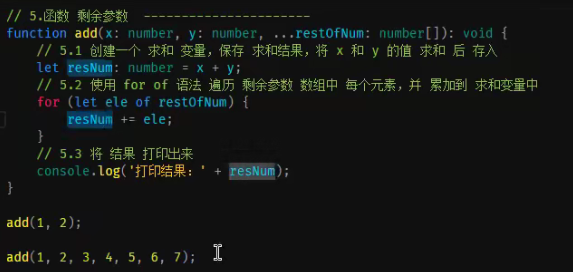 // 5.函数 剩余参数 ----------------------
function add(x: number, y: number, ...restOfNum: number[]): void {
// 5.1 创建一个 求和 变量，保存 求和结果，将 x 和 y 的值 求和 后 存入
let resNum: number = x + y;
// 5.2 使用 for of 语法 遍历 剩余参数 数组中 每个元素，并 累加到 求和变量中
for (let ele of restOfNum) {
resNum += ele;
}
// 5.3 将 结果 打印出来
console.log('打印结果：' + resNum);
}
add(1, 2);
add(1, 2, 3, 4, 5, 6, 7);